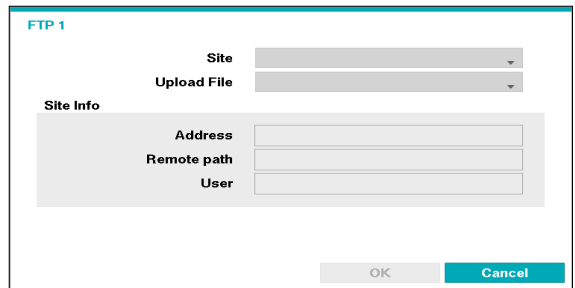 FTP 1
Site
Upload File
Site Info
Address
Remote path
User
OK
Cancel